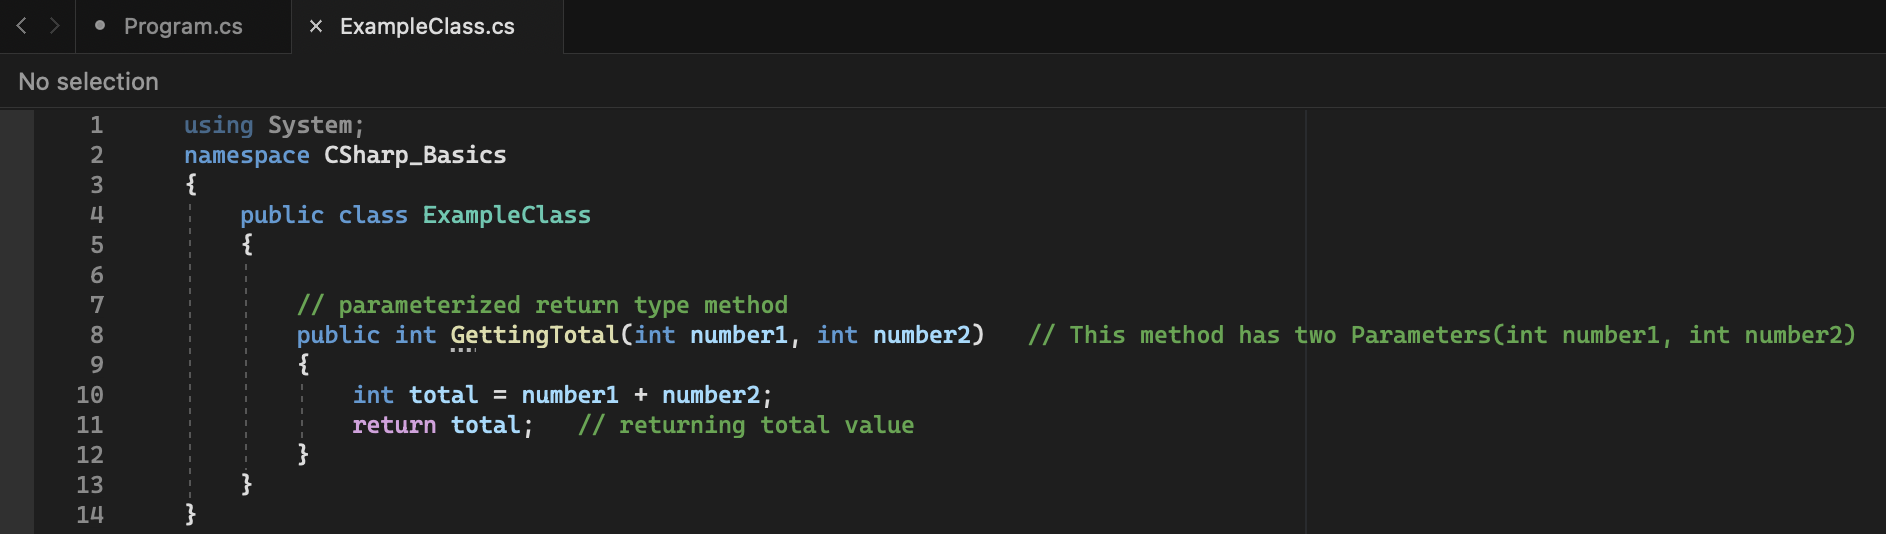 Program.cs
ExampleClass.cs
No selection
1 using System;
2 namespace CSharp_Basics
3 {
4 public class ExampleClass
5 {
6
7 // parameterized return type method
8 public int GettingTotal(int number1, int number2) // This method has two Parameters(int number1, int number2)
9 {
10 int total = number1 + number2;
11 return total; // returning total value
12 }
13 }
14 }